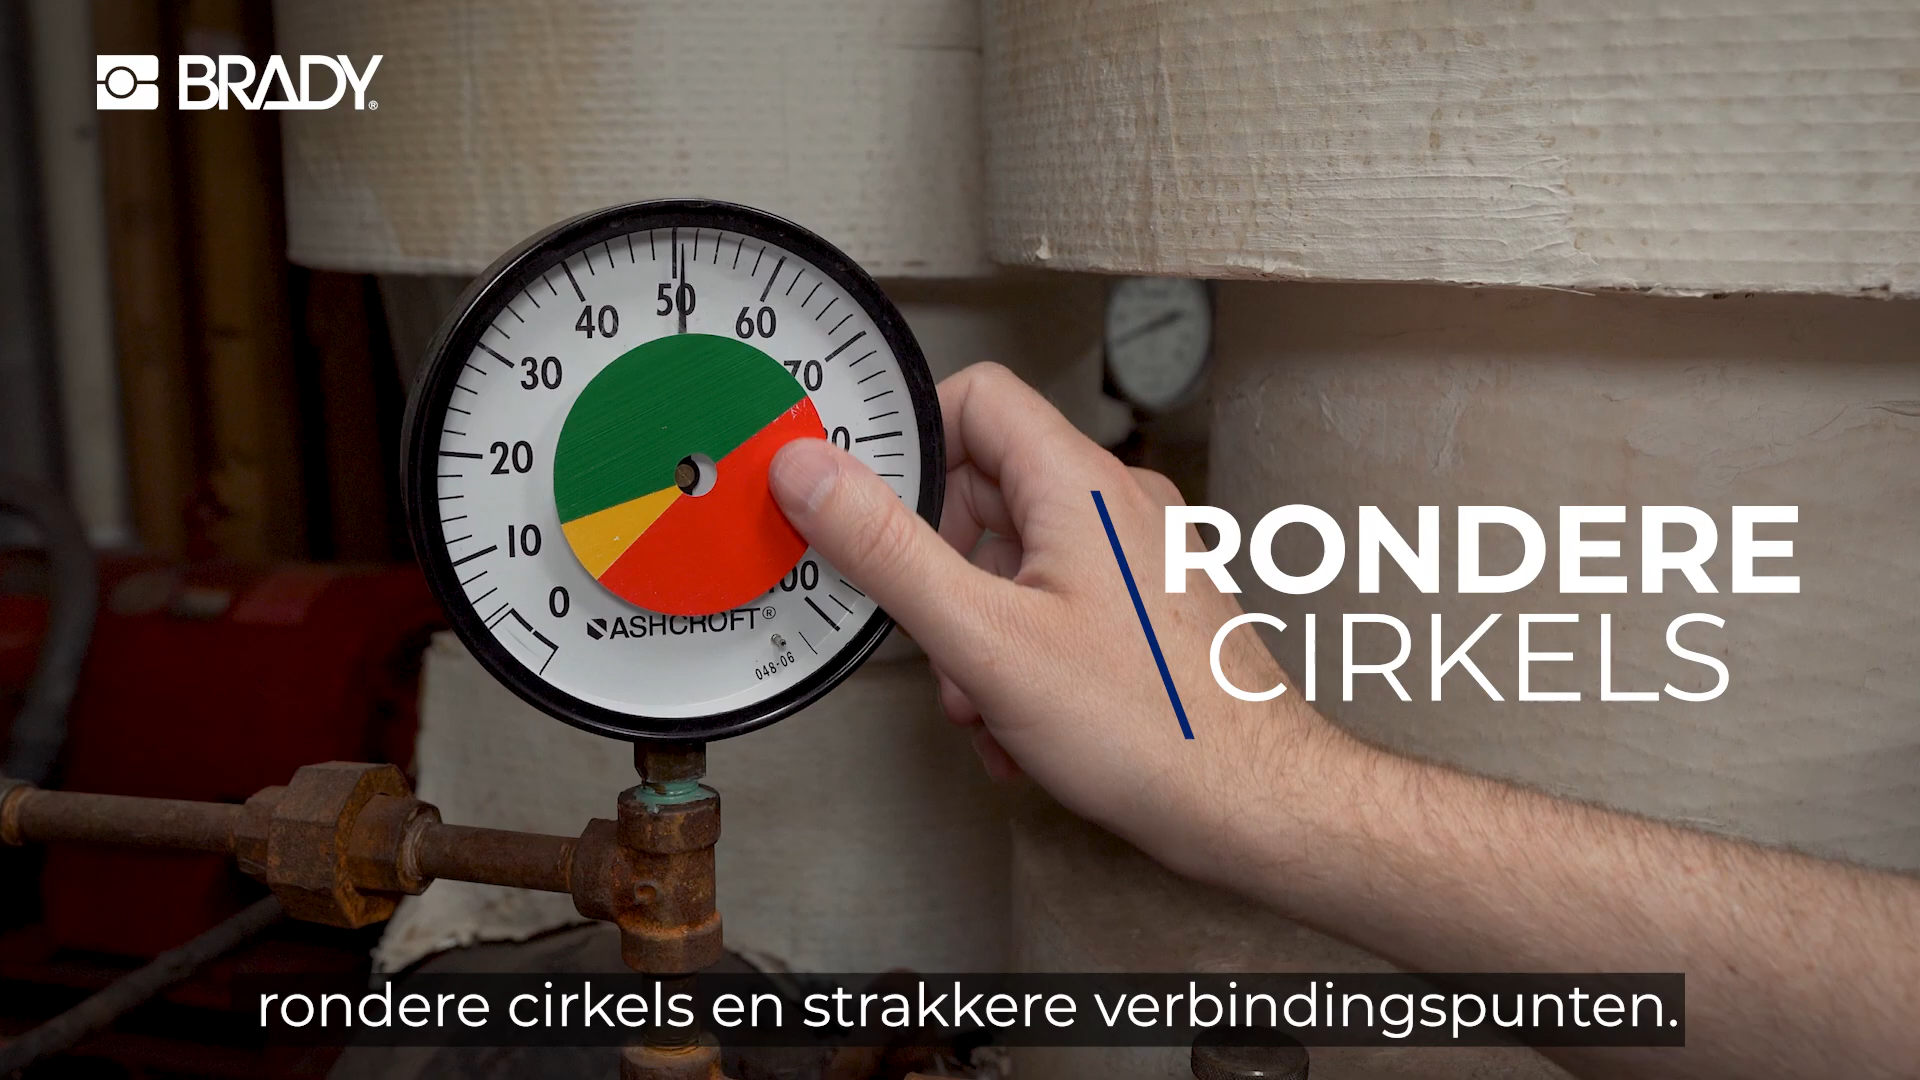 BRADY®
40 50 60
30 70
20
10
0 00
ASHCROFT®
048-06
RONDERE
CIRKELS
rondere cirkels en strakkere verbindingspunten.